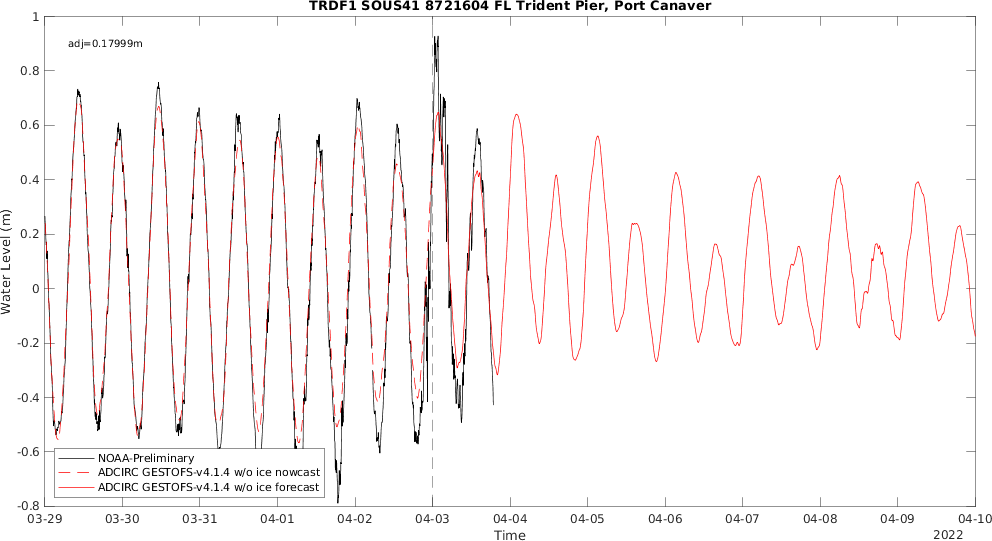 TRDF1 SOUS41 8721604 FL Trident Pier, Port Canaver
adj=0.17999m
1
0.8
0.6
0.4
0.2
0
-0.2
-0.4
-0.6
-0.8
Water Level (m)
NOAA-Preliminary
ADCIRC GESTOFS-v4.1.4 w/o ice nowcast
ADCIRC GESTOFS-v4.1.4 w/o ice forecast
03-29 03-30 03-31 04-01 04-02 04-03 04-04 04-05 04-06 04-07 04-08 04-09 04-10
Time
2022